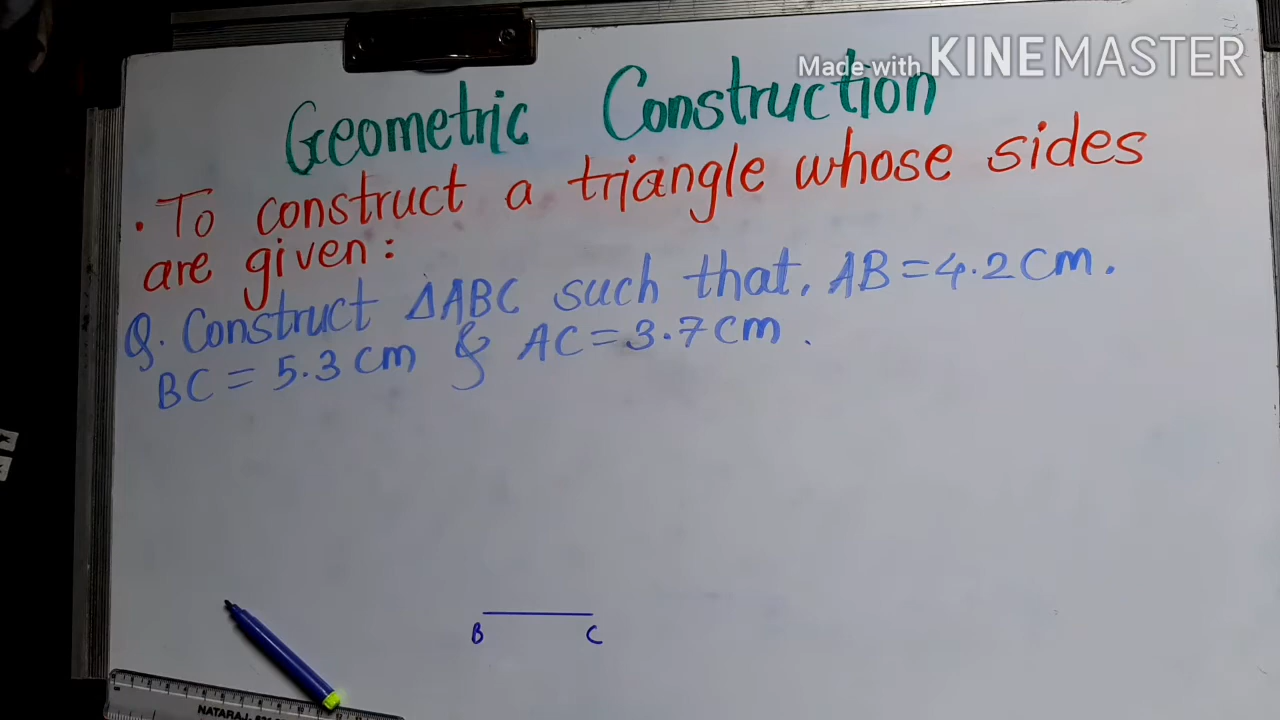 Made with KINEMASTER
Geometric Construction
· To construct a triangle whose sides
are given:
Q. Construct ΔABC such that, AB = 4.2 cm.
BC = 5.3 cm & AC = 3.7 cm.
B C
NATARAJ